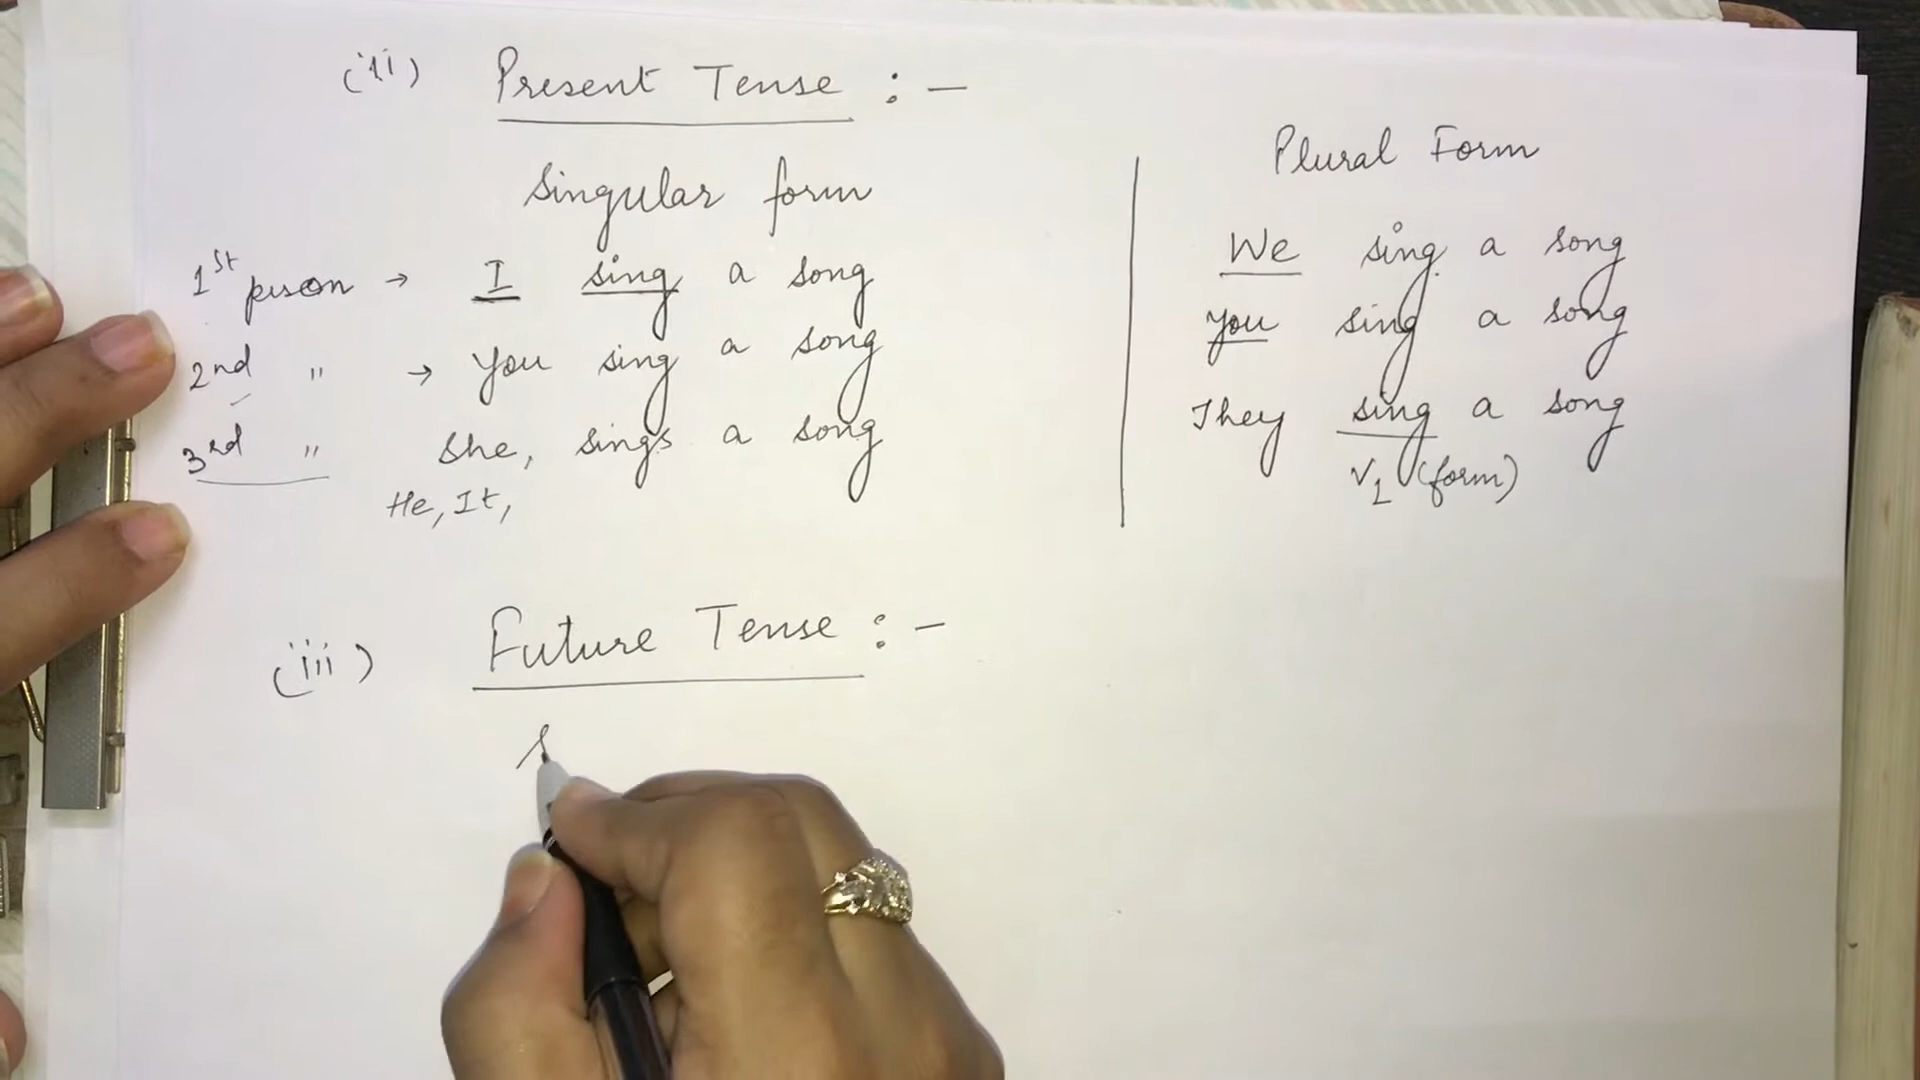 (ii) Present Tense : -
Singular form
1st person → I sing a song
2nd " → You sing a song
3rd " She, sings a song
He, It,
Plural Form
We sing a song
You sing a song
They sing a song
V1 (form)
(iii) Future Tense : -
S